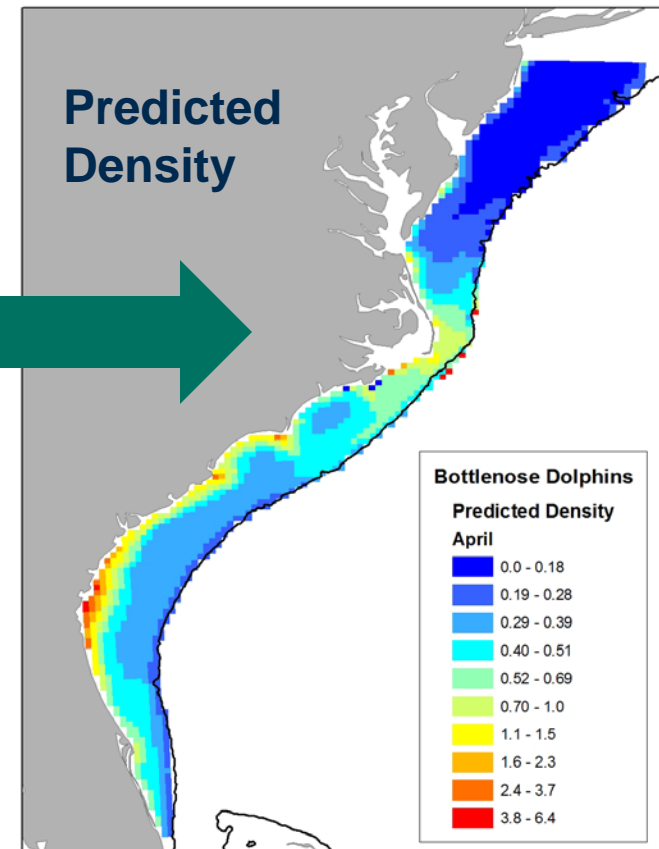 Predicted
Density
Bottlenose Dolphins
Predicted Density
April
0.0 - 0.18
0.19 - 0.28
0.29 - 0.39
0.40 - 0.51
0.52 - 0.69
0.70 - 1.0
1.1 - 1.5
1.6 - 2.3
2.4 - 3.7
3.8 - 6.4